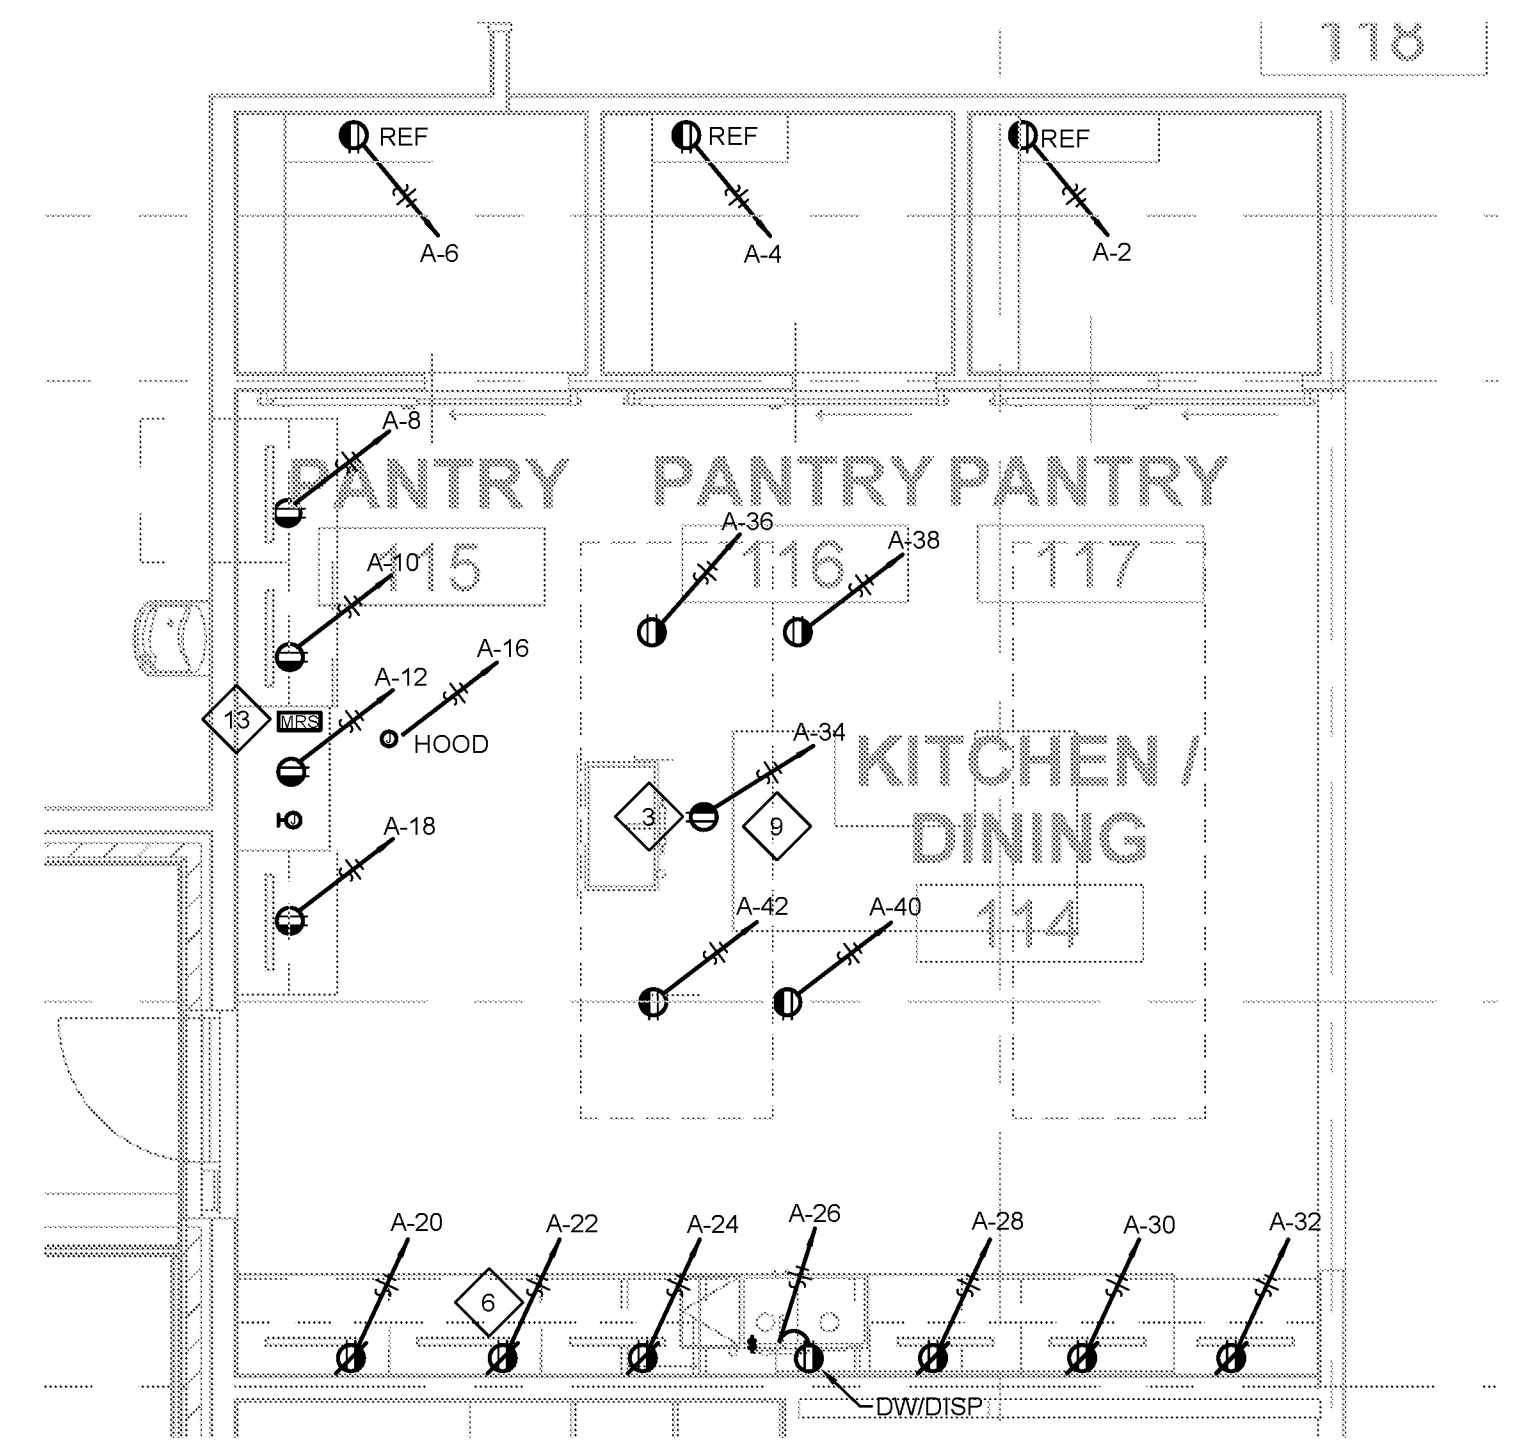 118
REF
REF
REF
A-6
A-4
A-2
A-8
PANTRY
PANTRY
PANTRY
A-36
A-38
A-10
115
116
117
A-16
A-12
13
MRS
J
HOOD
A-34
KITCHEN /
DINING
3
9
J
A-18
A-42
A-40
114
A-20
A-22
A-24
A-26
A-28
A-30
A-32
6
DW/DISP